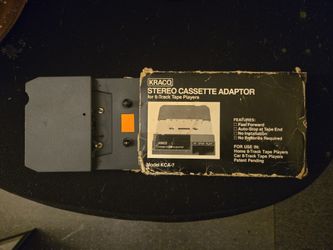 KRACO
STEREO CASSETTE ADAPTOR
for 8-Track Tape Players
FEATURES:
Fast Forward
Auto-Stop at Tape End
No Installation
No Batteries Required
FOR USE IN:
Home 8-Track Tape Players
Car 8-Track Tape Players
Patent Pending
KRACO
Model KCA-7